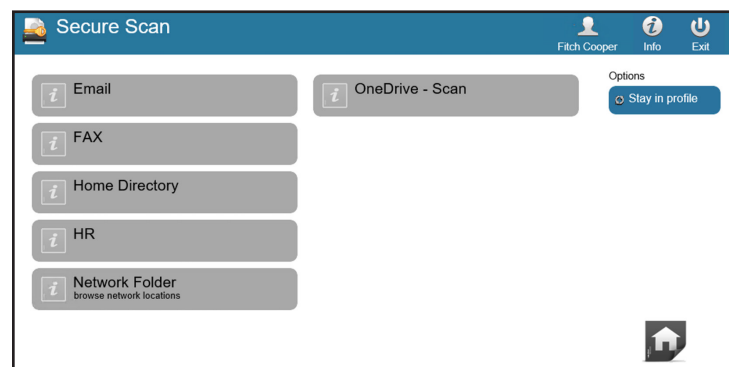 Secure Scan
Fitch Cooper
Info
Exit
Email
FAX
Home Directory
HR
Network Folder
browse network locations
OneDrive - Scan
Options
Stay in profile